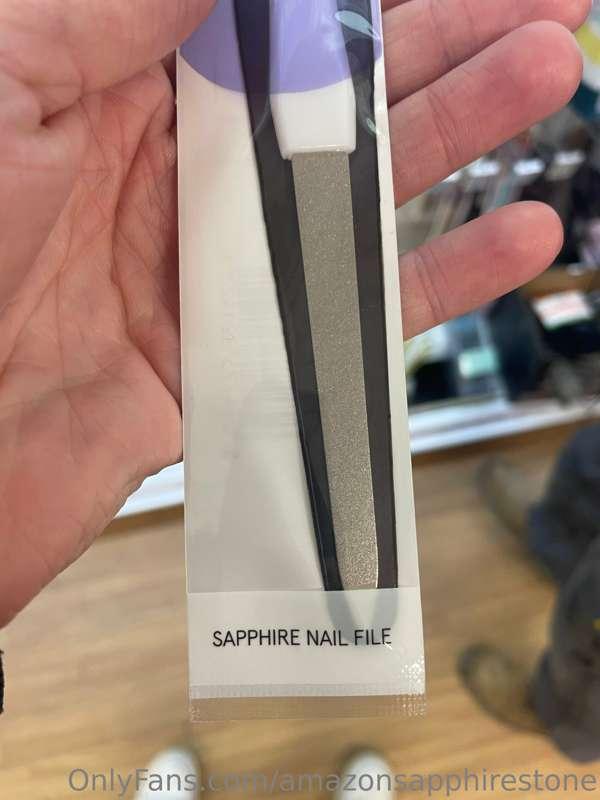 SAPPHIRE NAIL FILE
OnlyFans.com/amazonsapphirestone